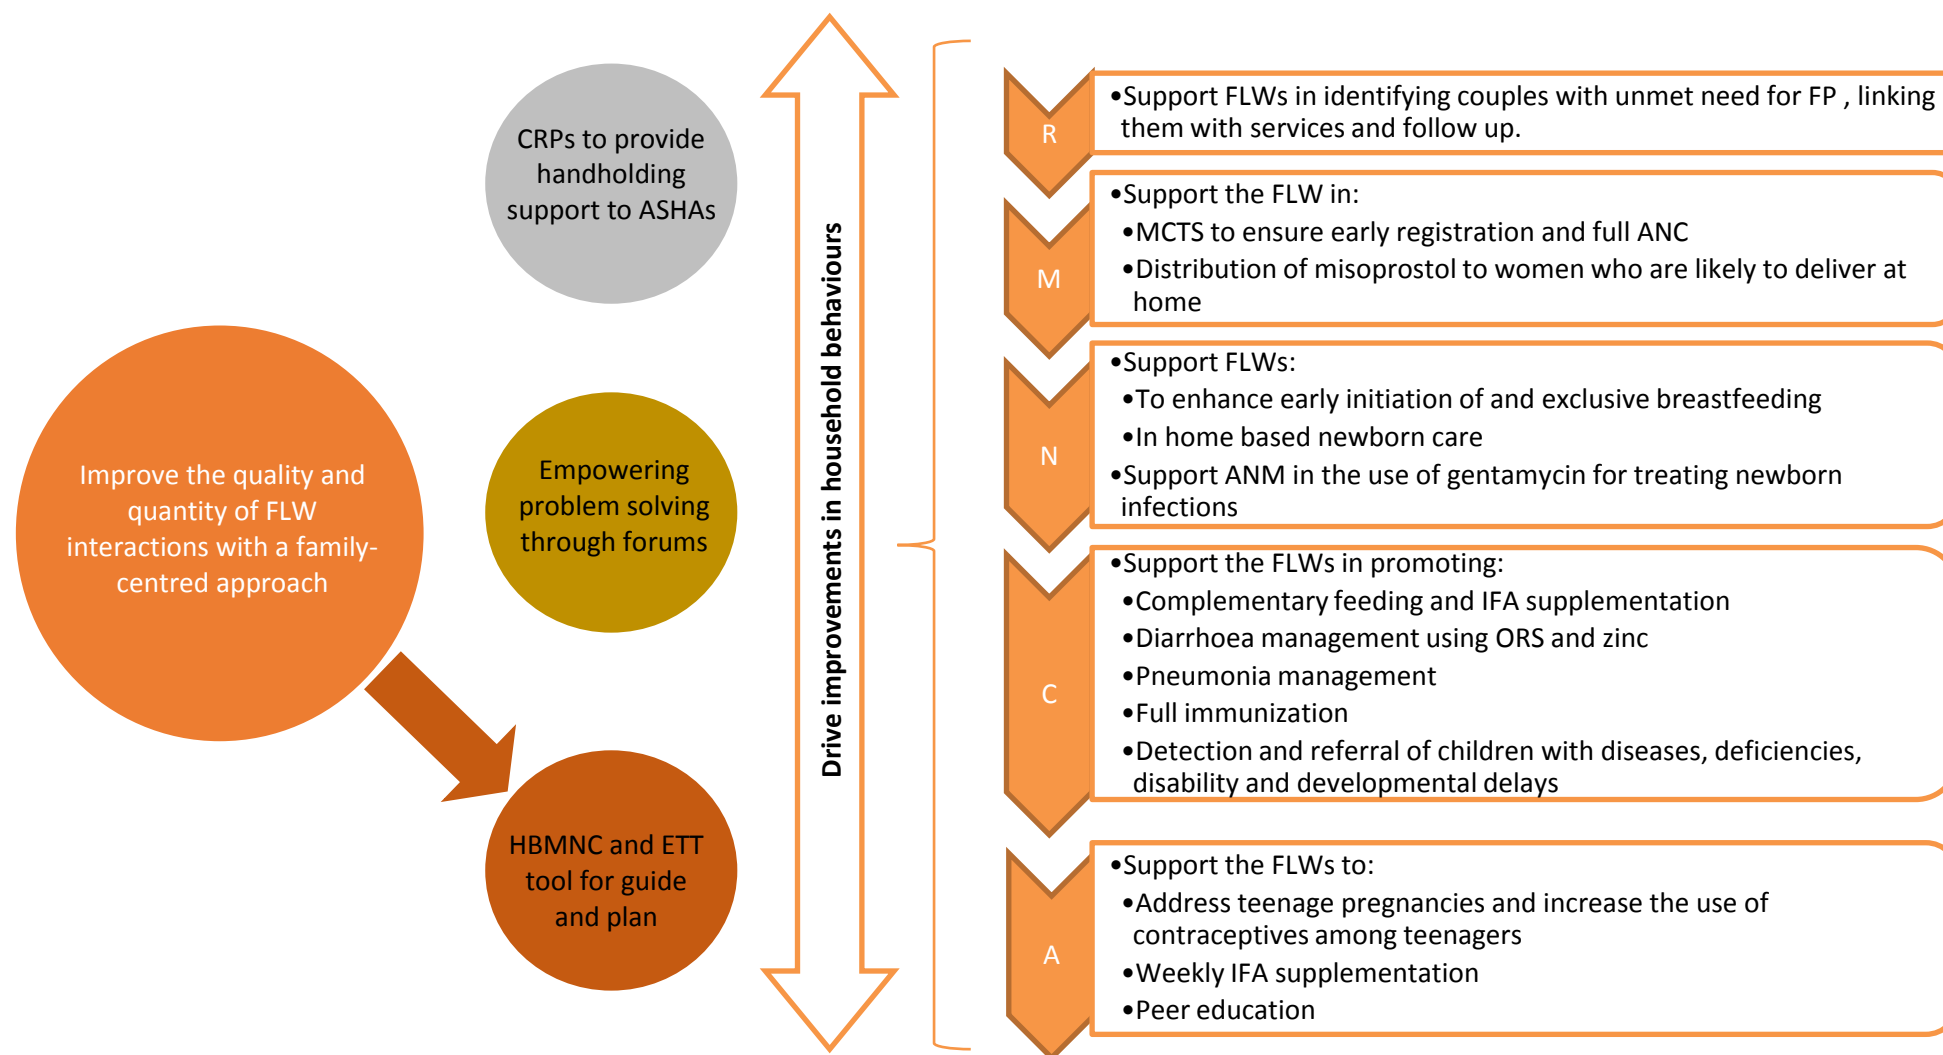 Improve the quality and
quantity of FLW
interactions with a family-
centred approach
CRPs to provide
handholding
support to ASHAs
Empowering
problem solving
through forums
HBMNC and ETT
tool for guide
and plan
Drive improvements in household behaviours
R
•Support FLWs in identifying couples with unmet need for FP , linking
them with services and follow up.
M
•Support the FLW in:
•MCTS to ensure early registration and full ANC
•Distribution of misoprostol to women who are likely to deliver at
home
N
•Support FLWs:
•To enhance early initiation of and exclusive breastfeeding
•In home based newborn care
•Support ANM in the use of gentamycin for treating newborn
infections
C
•Support the FLWs in promoting:
•Complementary feeding and IFA supplementation
•Diarrhoea management using ORS and zinc
•Pneumonia management
•Full immunization
•Detection and referral of children with diseases, deficiencies,
disability and developmental delays
A
•Support the FLWs to:
•Address teenage pregnancies and increase the use of
contraceptives among teenagers
•Weekly IFA supplementation
•Peer education